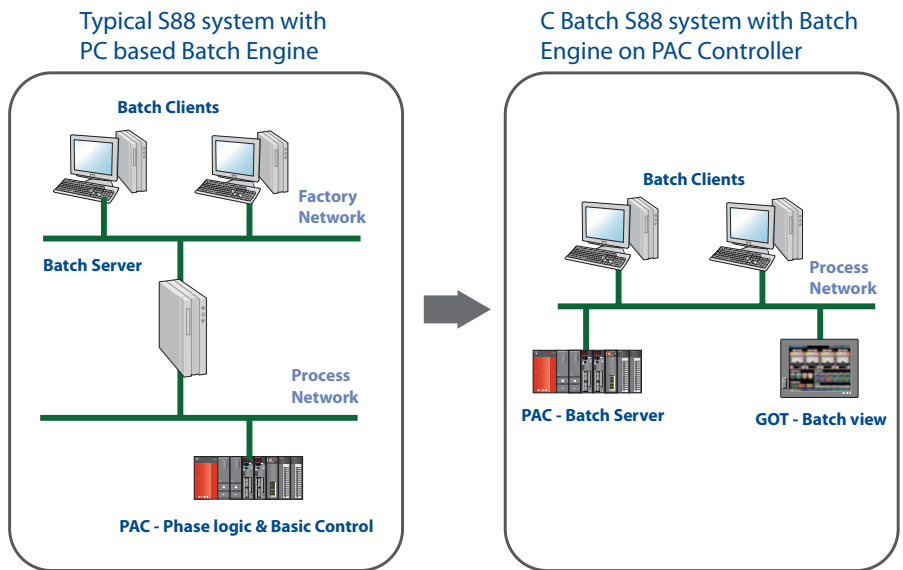 Typical S88 system with
PC based Batch Engine
Batch Clients
Factory
Network
Batch Server
Process
Network
PAC - Phase logic & Basic Control
C Batch S88 system with Batch
Engine on PAC Controller
Batch Clients
Process
Network
PAC - Batch Server
GOT - Batch view